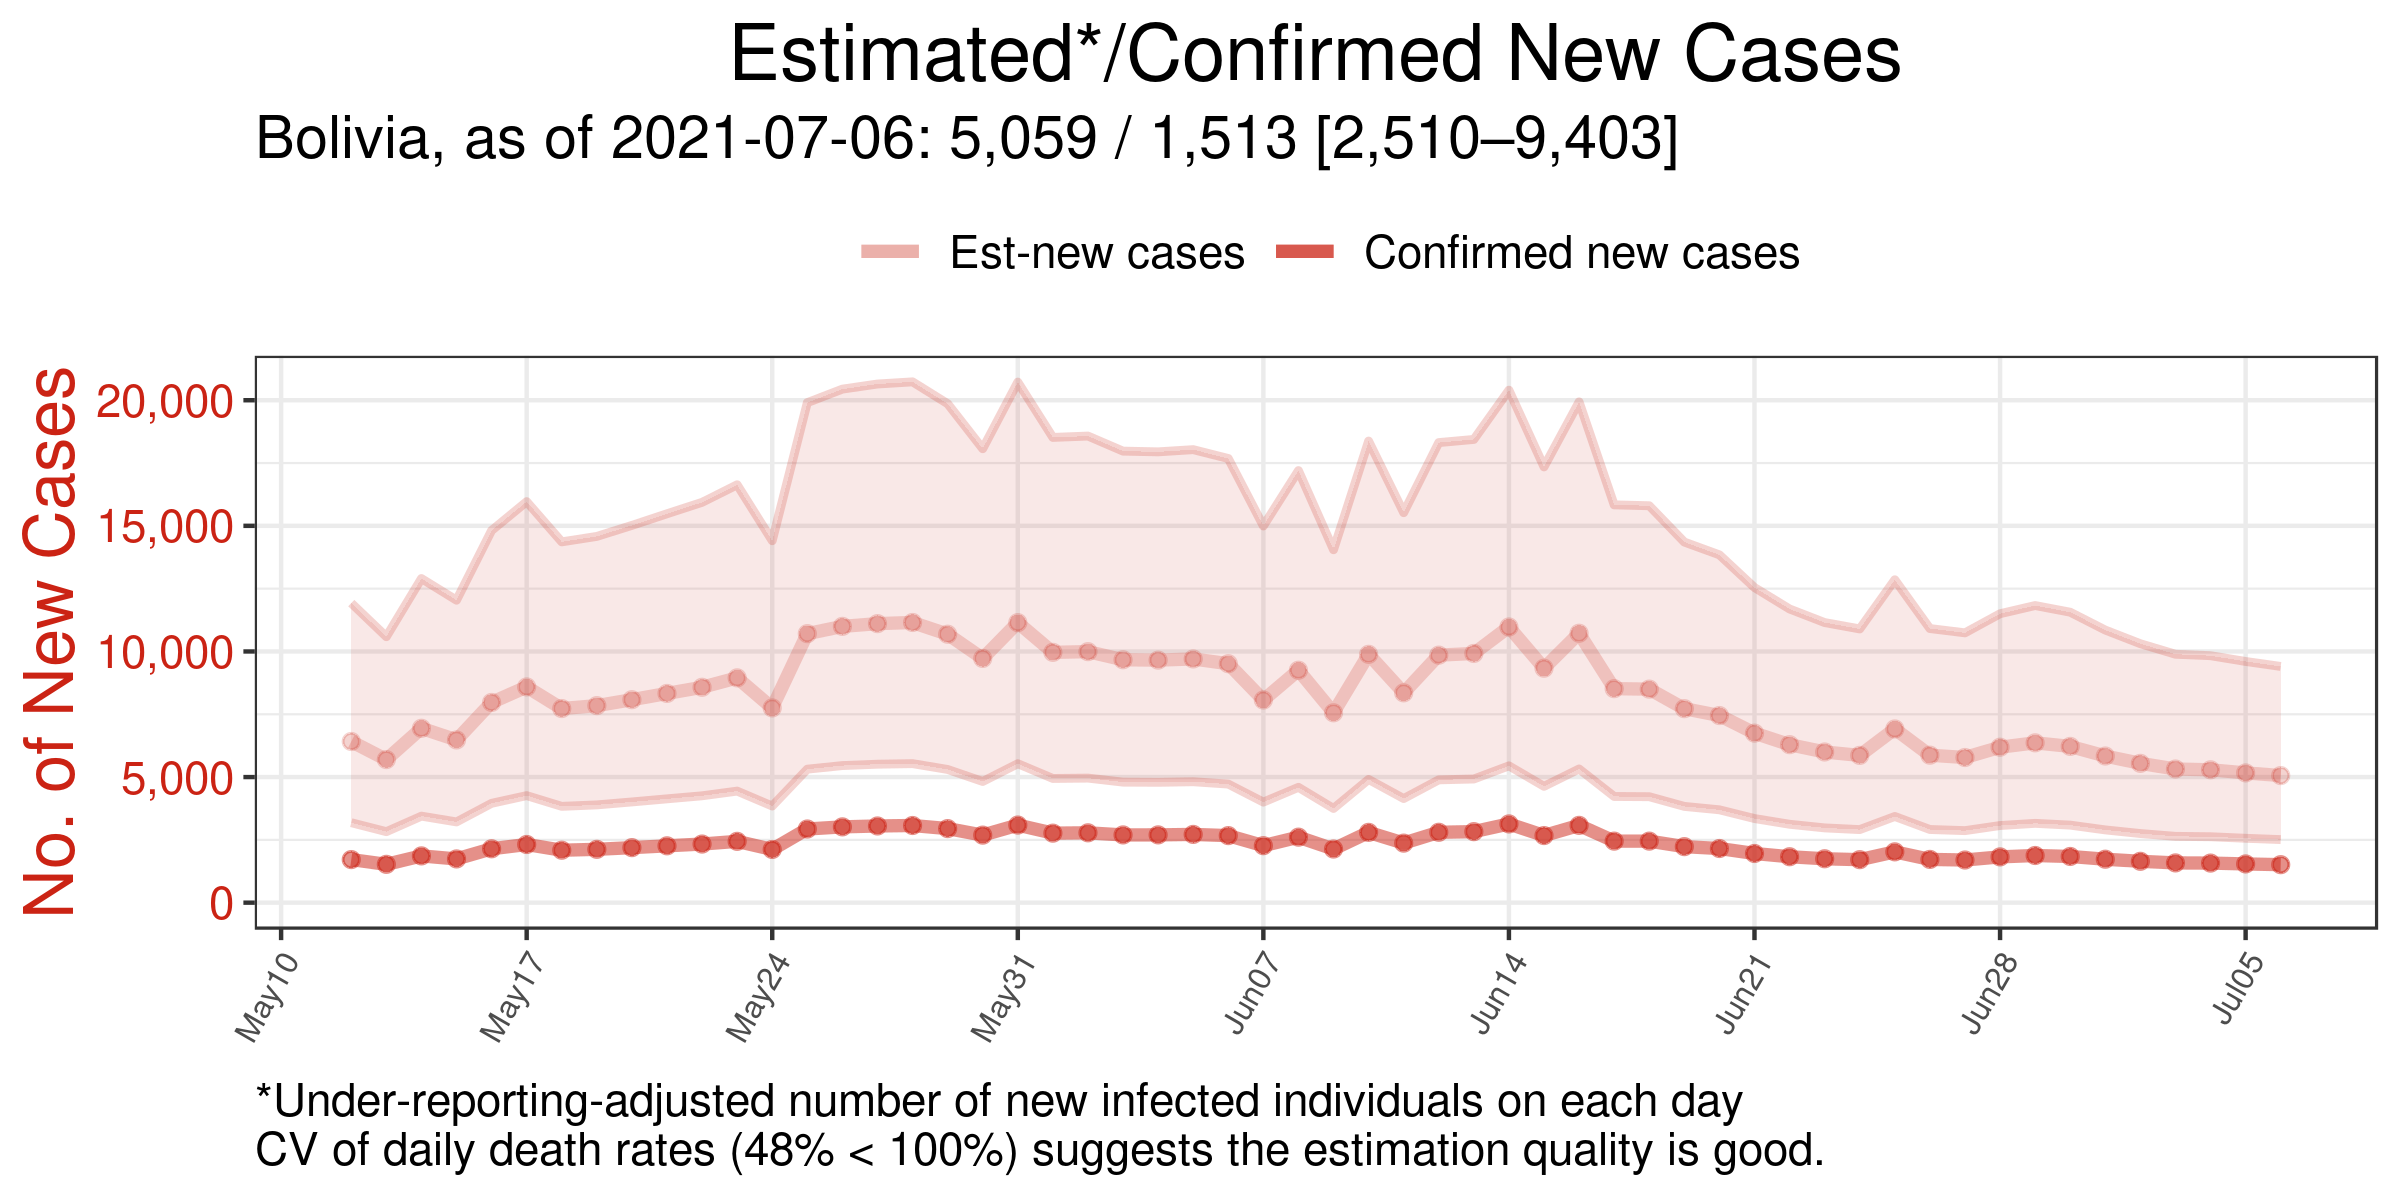 Estimated*/Confirmed New Cases
Bolivia, as of 2021-07-06: 5,059 / 1,513 [2,510–9,403]
Est-new cases
Confirmed new cases
No. of New Cases
20,000
15,000
10,000
5,000
0
May10
May17
May24
May31
Jun07
Jun14
Jun21
Jun28
Jul05
*Under-reporting-adjusted number of new infected individuals on each day
CV of daily death rates (48% < 100%) suggests the estimation quality is good.